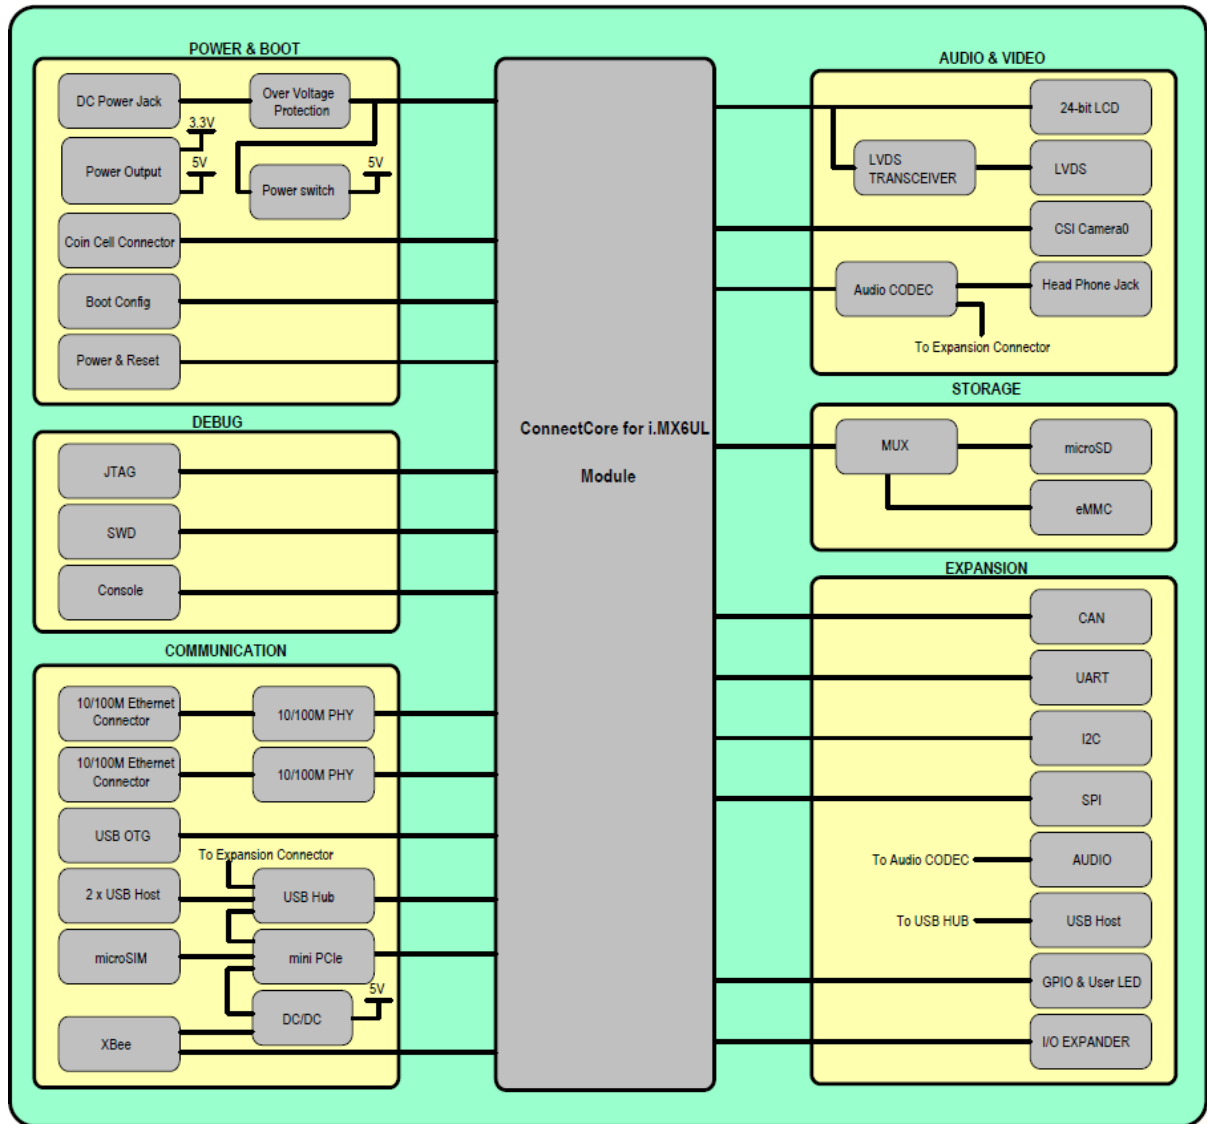 POWER & BOOT
DC Power Jack
Over Voltage
Protection
3.3V
Power Output
5V
Power switch
5V
Coin Cell Connector
Boot Config
Power & Reset
DEBUG
JTAG
SWD
Console
COMMUNICATION
10/100M Ethernet
Connector
10/100M PHY
10/100M Ethernet
Connector
10/100M PHY
USB OTG
To Expansion Connector
2 x USB Host
USB Hub
microSIM
mini PCIe
5V
DC/DC
XBee
ConnectCore for i.MX6UL
Module
AUDIO & VIDEO
24-bit LCD
LVDS
TRANSCEIVER
LVDS
CSI Camera0
Audio CODEC
Head Phone Jack
To Expansion Connector
STORAGE
MUX
microSD
eMMC
EXPANSION
CAN
UART
I2C
SPI
To Audio CODEC
AUDIO
To USB HUB
USB Host
GPIO & User LED
I/O EXPANDER